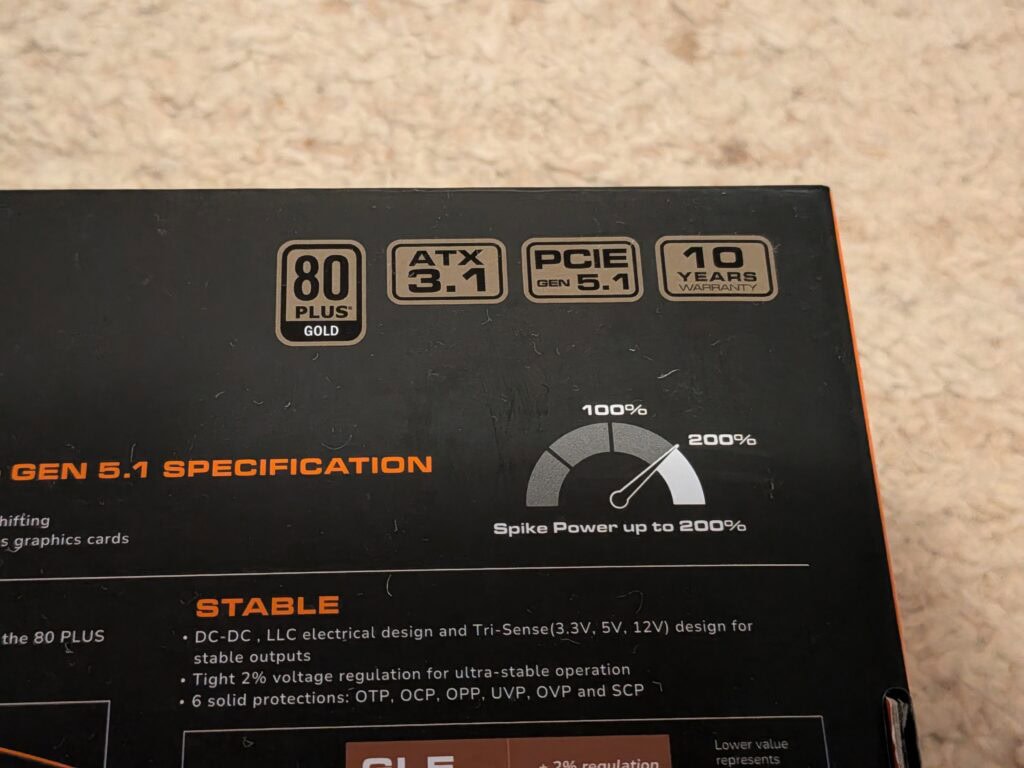 80
PLUS
GOLD
ATX
3.1
PCIE
GEN 5.1
10
YEARS
WARRANTY
100%
200%
Spike Power up to 200%
GEN 5.1 SPECIFICATION
hifting
s graphics cards
the 80 PLUS
STABLE
• DC-DC , LLC electrical design and Tri-Sense(3.3V, 5V, 12V) design for
stable outputs
• Tight 2% voltage regulation for ultra-stable operation
• 6 solid protections: OTP, OCP, OPP, UVP, OVP and SCP
± 2% regulation
Lower value
represents